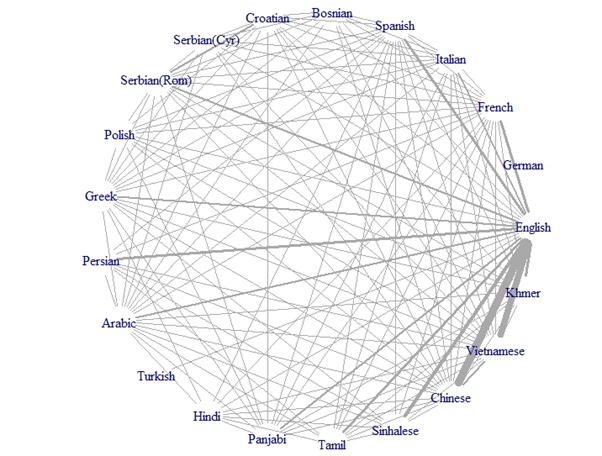 Bosnian
Croatian
Spanish
Serbian(Cyr)
Italian
Serbian(Rom)
French
Polish
German
Greek
English
Persian
Khmer
Arabic
Vietnamese
Turkish
Chinese
Hindi
Sinhalese
Panjabi
Tamil